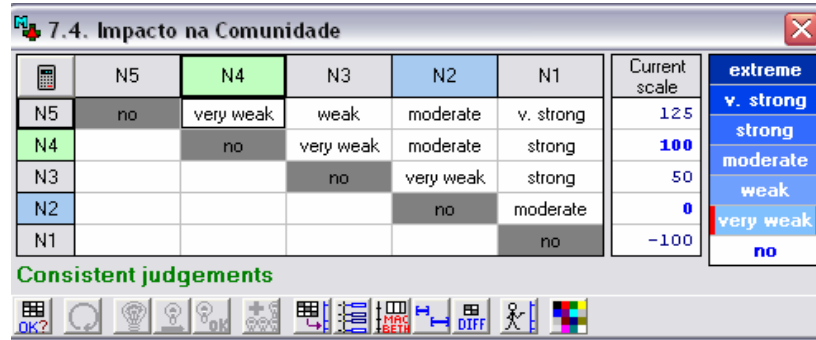 7.4. Impacto na Comunidade
N5 N4 N3 N2 N1 Current scale
N5 no very weak weak moderate v. strong 125
N4 no very weak moderate strong 100
N3 no very weak strong 50
N2 no moderate 0
N1 no -100
extreme
v. strong
strong
moderate
weak
very weak
no
Consistent judgements
OK? OK MAC BETH DIFF